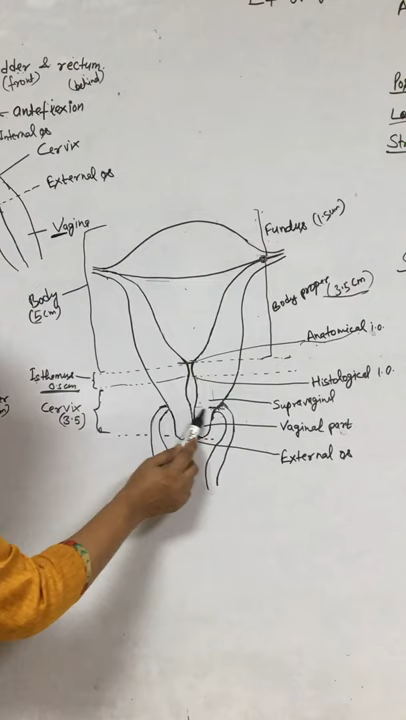 dder & rectum.
(front) (behind)
- anteflexion
Internal os
Cervix
External os
Vagina
Fundus (1.5cm)
Body proper (3.5cm)
Body
(5cm)
Anatomical i.o.
Isthmus
0.5cm
Histological I.O.
Cervix
(3.5)
Supravaginal
Vaginal part
External os